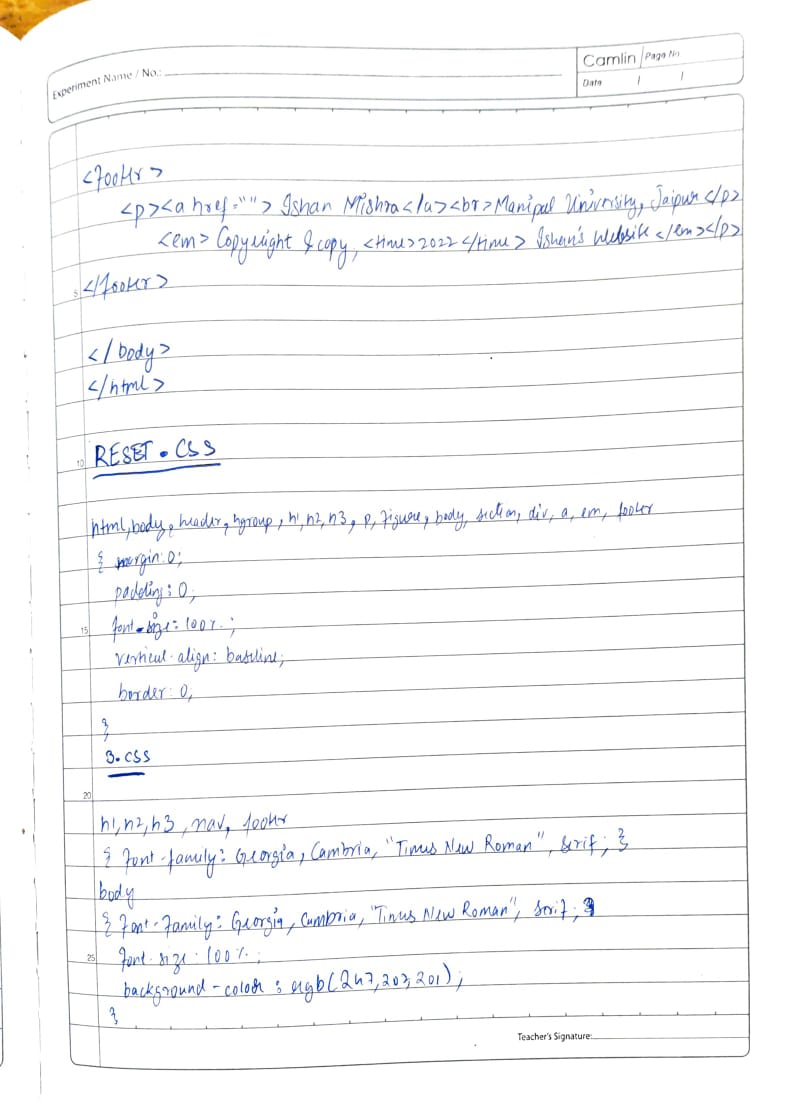 Experiment Name / No.:
Camlin Page No.
Date / /
<footer>
<p><a href=""> Ishan Mishra</a><br>Manipal University, Jaipur </p>
<em> Copyright & copy, <time>2022 </time> Ishan's Website </em></p>
5 </footer>
</body>
</html>
10 RESET.CSS
html, body, header, hgroup, h1, h2, h3, p, figure, body, section, div, a, em, footer
{ margin: 0;
padding: 0;
15 font-size: 100%;
vertical-align: baseline;
border: 0;
}
3.CSS
20
h1, h2, h3, nav, footer
{ font-family: Georgia, Cambria, "Times New Roman", serif; }
body
{ font-family: Georgia, Cambria, "Times New Roman", serif;
25 font-size: 100%;
background-color: rgb(247, 207, 201);
}
Teacher's Signature: